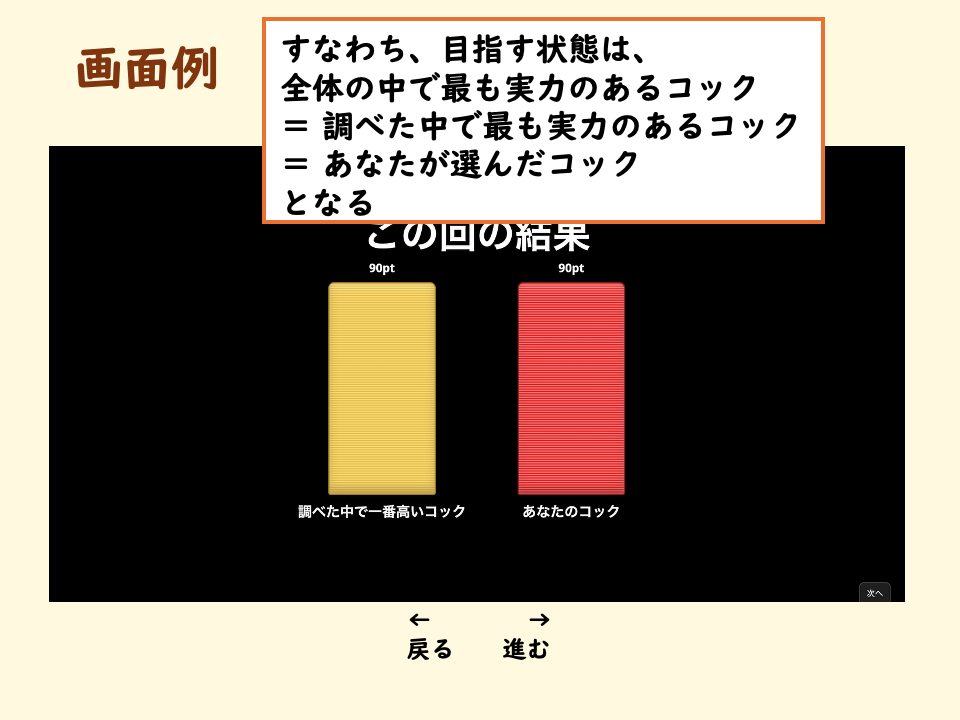 画面例
すなわち、目指す状態は、
全体の中で最も実力のあるコック
＝ 調べた中で最も実力のあるコック
＝ あなたが選んだコック
となる
この回の結果
90pt
90pt
調べた中で一番高いコック
あなたのコック
次へ
← →
戻る 進む